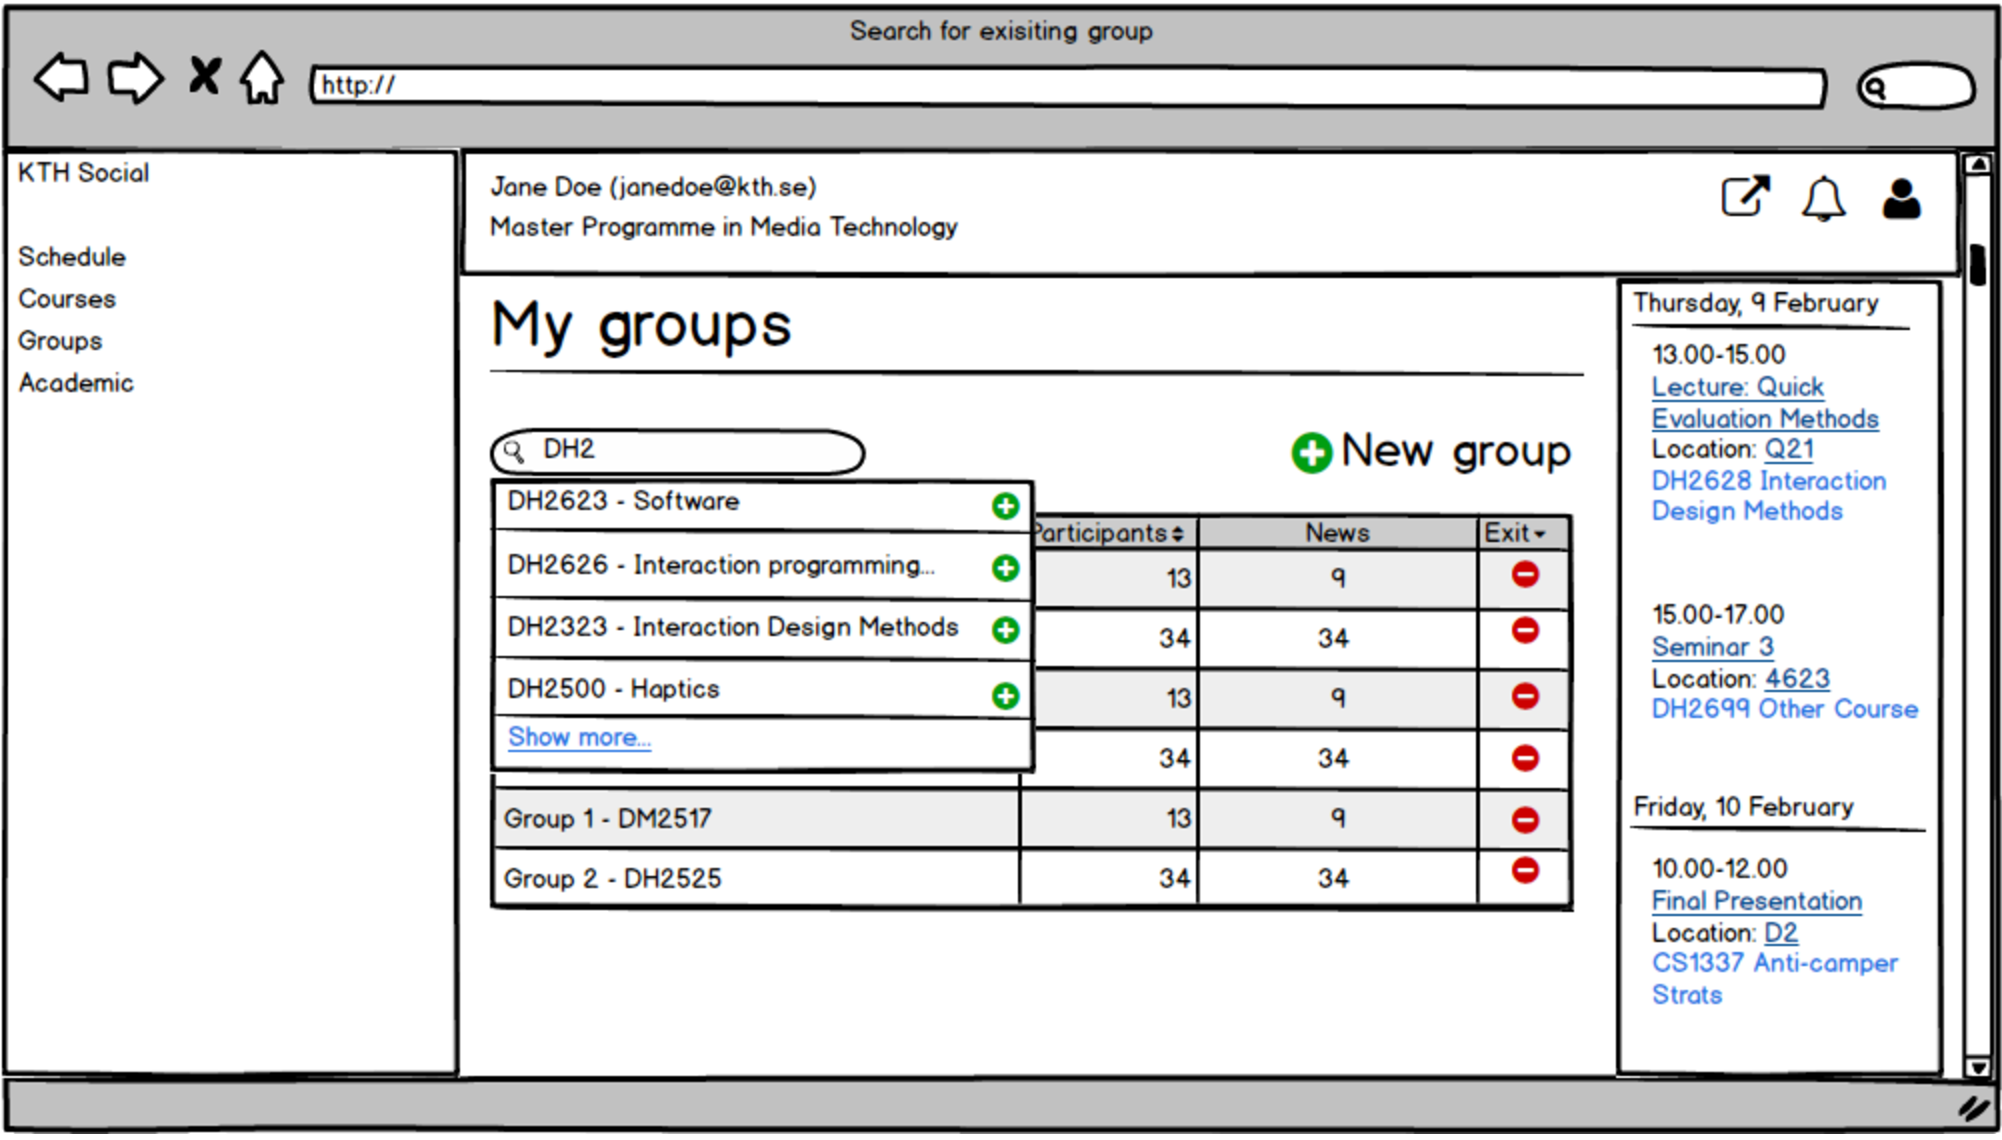 Search for exisiting group
http://
KTH Social
Schedule
Courses
Groups
Academic
Jane Doe (janedoe@kth.se)
Master Programme in Media Technology
My groups
DH2
New group
DH2623 - Software
DH2626 - Interaction programming...
DH2323 - Interaction Design Methods
DH2500 - Haptics
Show more...
Participants News Exit
13 9
34 34
13 9
34 34
Group 1 - DM2517 13 9
Group 2 - DH2525 34 34
Thursday, 9 February
13.00-15.00
Lecture: Quick
Evaluation Methods
Location: Q21
DH2628 Interaction
Design Methods
15.00-17.00
Seminar 3
Location: 4623
DH2699 Other Course
Friday, 10 February
10.00-12.00
Final Presentation
Location: D2
CS1337 Anti-camper
Strats